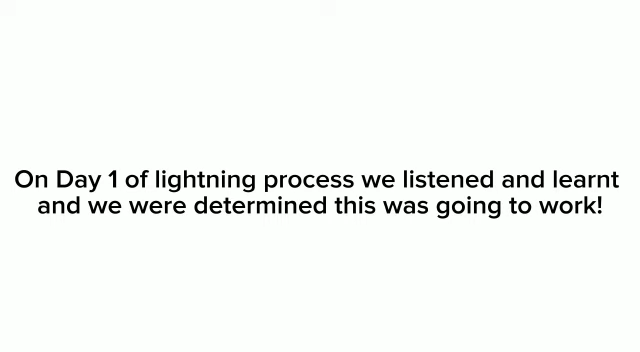 On Day 1 of lightning process we listened and learnt
and we were determined this was going to work!